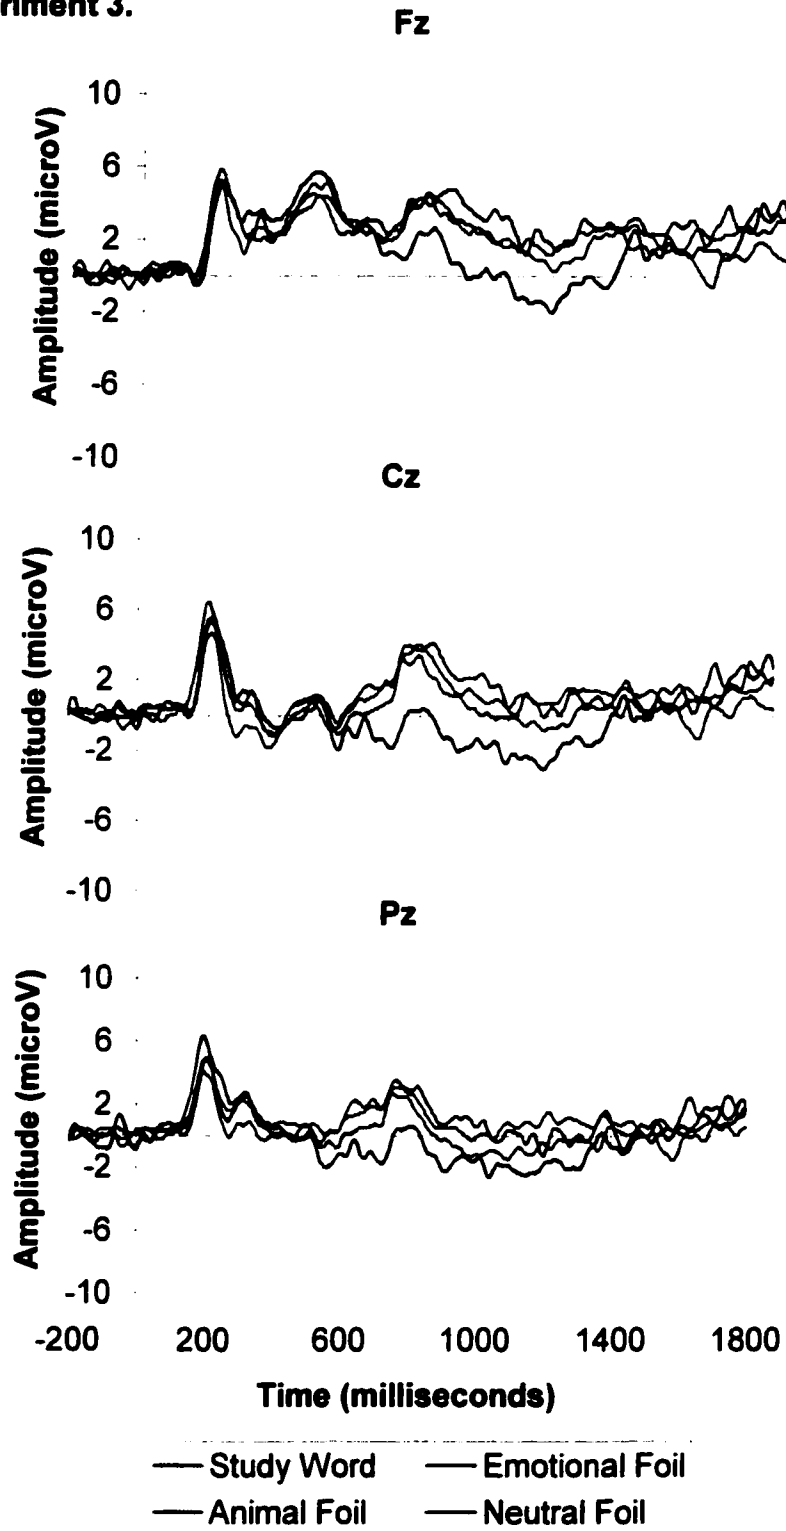 riment 3.
Fz
10
6
2
-2
-6
-10
Amplitude (microV)
Cz
10
6
2
-2
-6
-10
Amplitude (microV)
Pz
10
6
2
-2
-6
-10
Amplitude (microV)
-200 200 600 1000 1400 1800
Time (milliseconds)
Study Word Emotional Foil
Animal Foil Neutral Foil